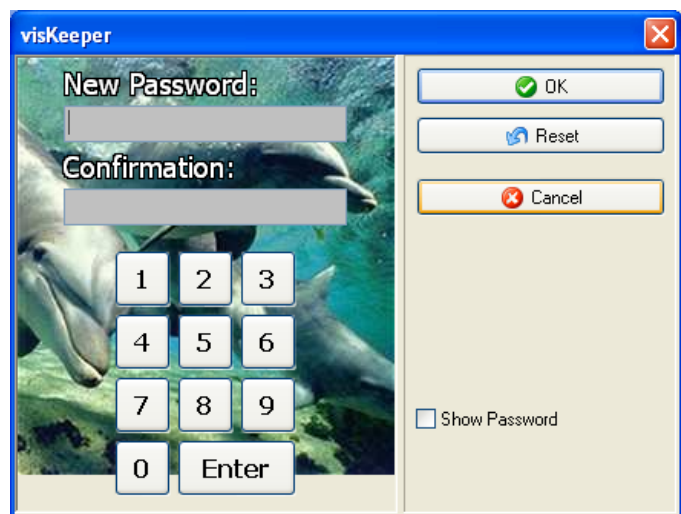 visKeeper
New Password:
Confirmation:
1 2 3
4 5 6
7 8 9
0 Enter
OK
Reset
Cancel
Show Password